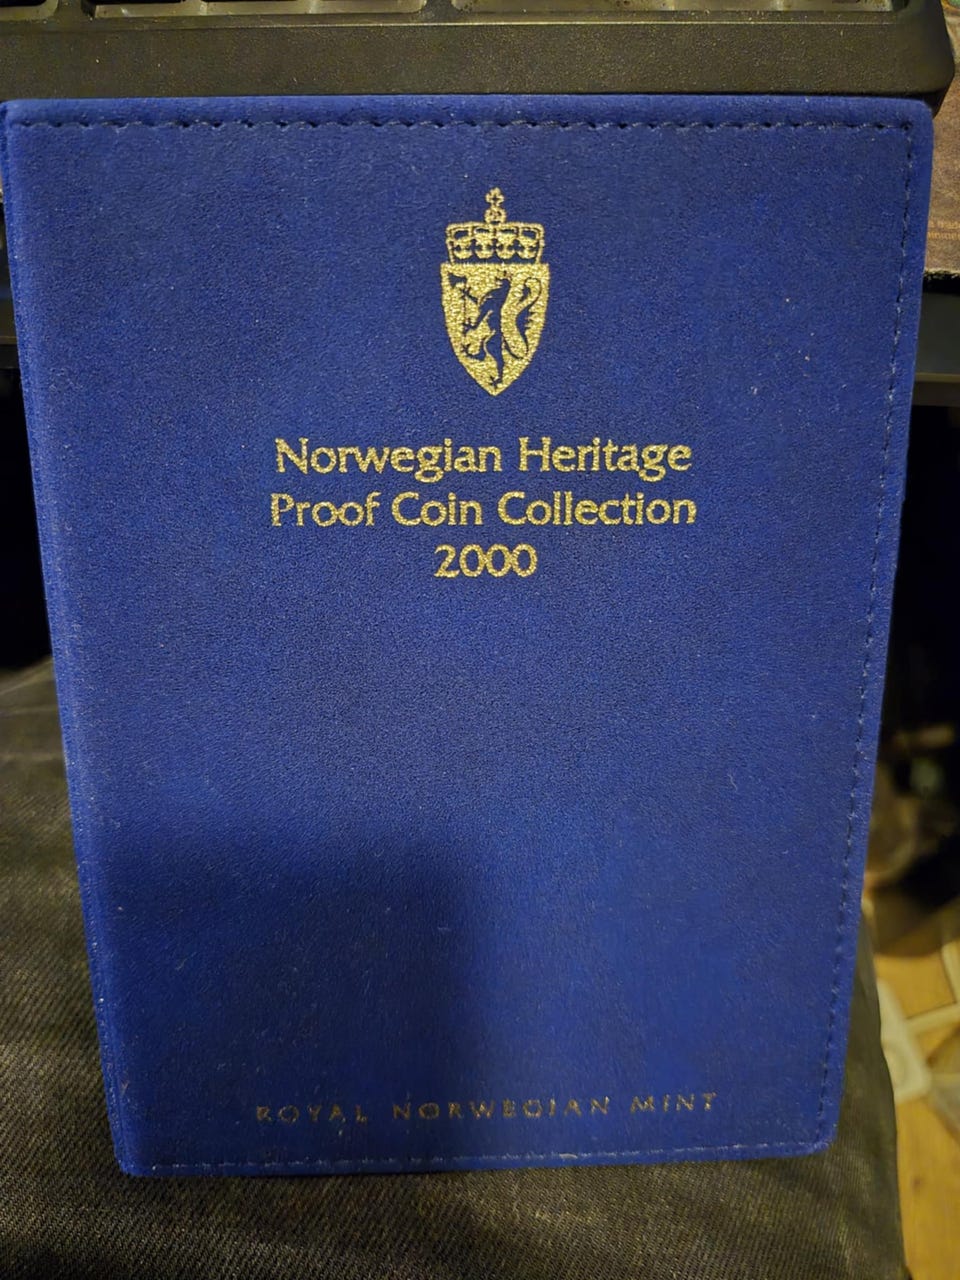 Norwegian Heritage
Proof Coin Collection
2000
ROYAL NORWEGIAN MINT